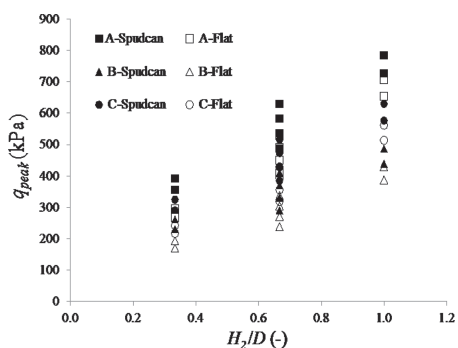 900
800
700
600
500
400
300
200
100
0
q_peak (kPa)
A-Spudcan A-Flat
B-Spudcan B-Flat
C-Spudcan C-Flat
0.0 0.2 0.4 0.6 0.8 1.0 1.2
H_2/D (-)